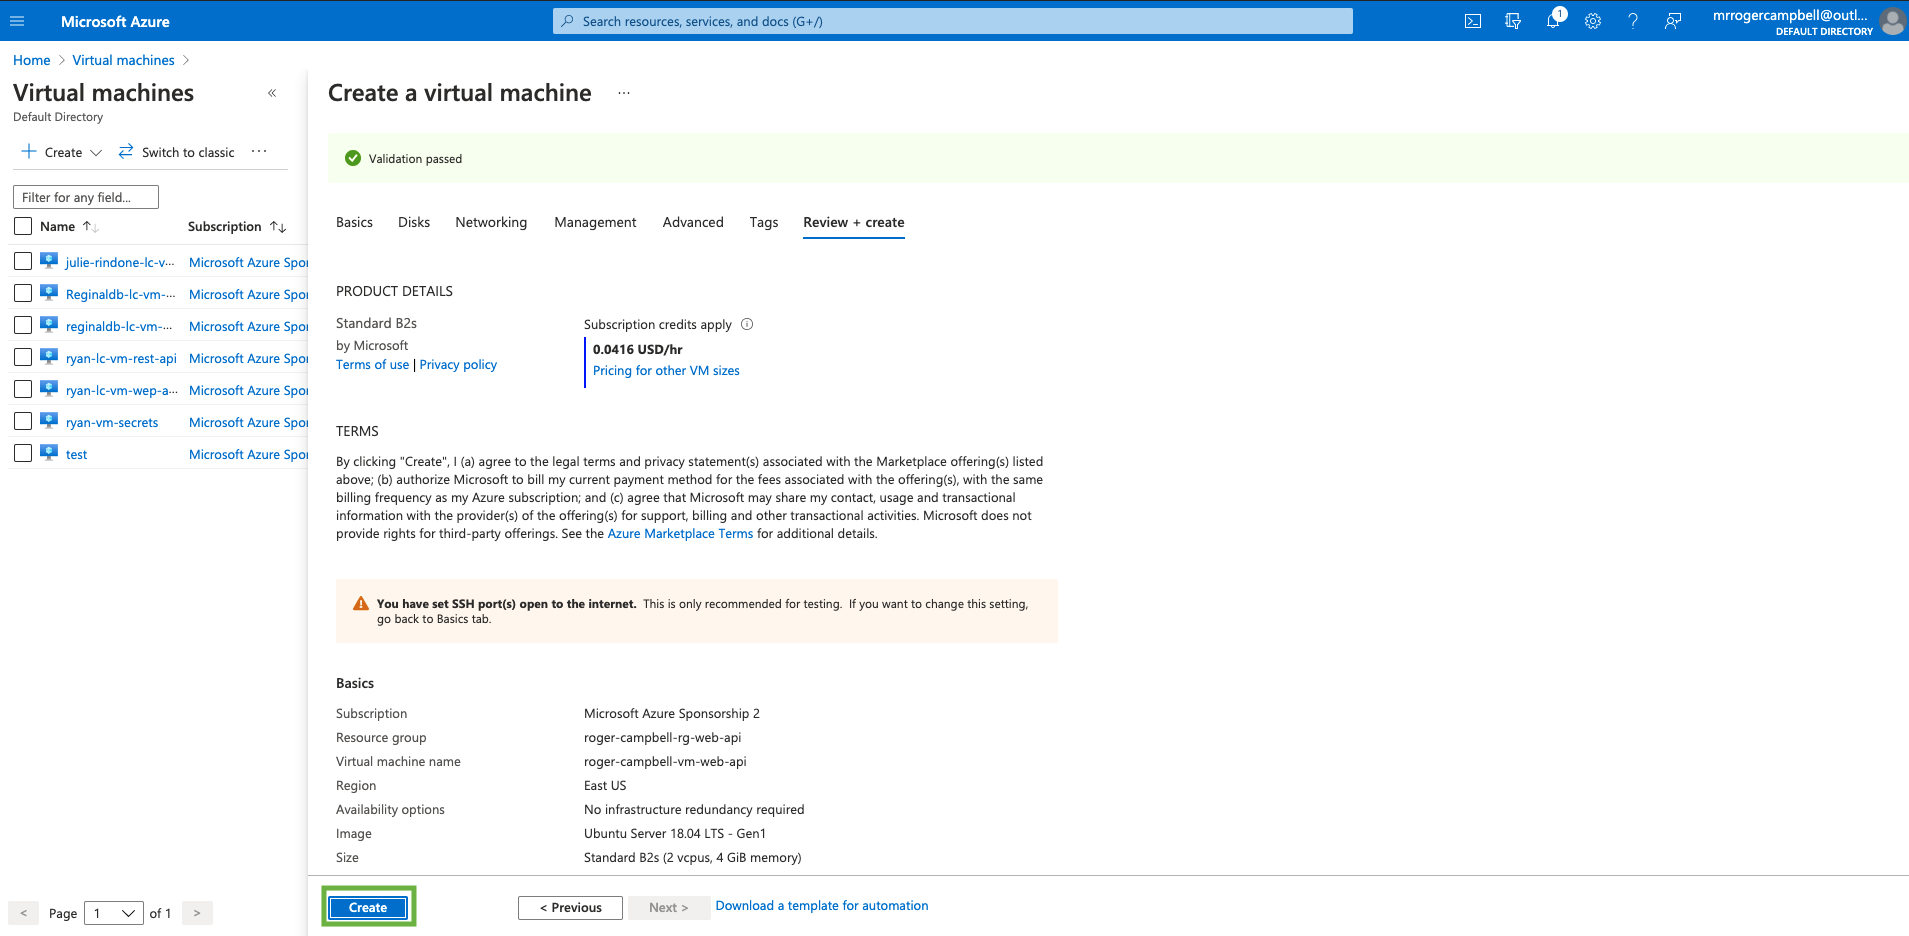 Microsoft Azure
Search resources, services, and docs (G+/)
1
mrrogercampbell@outl...
DEFAULT DIRECTORY
Home > Virtual machines >
Virtual machines «
Default Directory
+ Create Switch to classic ...
Filter for any field...
Name ↑↓ Subscription ↑↓
julie-rindone-lc-v... Microsoft Azure Spo
Reginaldb-lc-vm-... Microsoft Azure Spo
reginaldb-lc-vm-... Microsoft Azure Spo
ryan-lc-vm-rest-api Microsoft Azure Spo
ryan-lc-vm-wep-a... Microsoft Azure Spo
ryan-vm-secrets Microsoft Azure Spo
test Microsoft Azure Spo
< Page 1 of 1 >
Create a virtual machine ...
Validation passed
Basics Disks Networking Management Advanced Tags Review + create
PRODUCT DETAILS
Standard B2s
by Microsoft
Terms of use | Privacy policy
Subscription credits apply
0.0416 USD/hr
Pricing for other VM sizes
TERMS
By clicking "Create", I (a) agree to the legal terms and privacy statement(s) associated with the Marketplace offering(s) listed
above; (b) authorize Microsoft to bill my current payment method for the fees associated with the offering(s), with the same
billing frequency as my Azure subscription; and (c) agree that Microsoft may share my contact, usage and transactional
information with the provider(s) of the offering(s) for support, billing and other transactional activities. Microsoft does not
provide rights for third-party offerings. See the Azure Marketplace Terms for additional details.
You have set SSH port(s) open to the internet. This is only recommended for testing. If you want to change this setting,
go back to Basics tab.
Basics
Subscription Microsoft Azure Sponsorship 2
Resource group roger-campbell-rg-web-api
Virtual machine name roger-campbell-vm-web-api
Region East US
Availability options No infrastructure redundancy required
Image Ubuntu Server 18.04 LTS - Gen1
Size Standard B2s (2 vcpus, 4 GiB memory)
Create < Previous Next > Download a template for automation